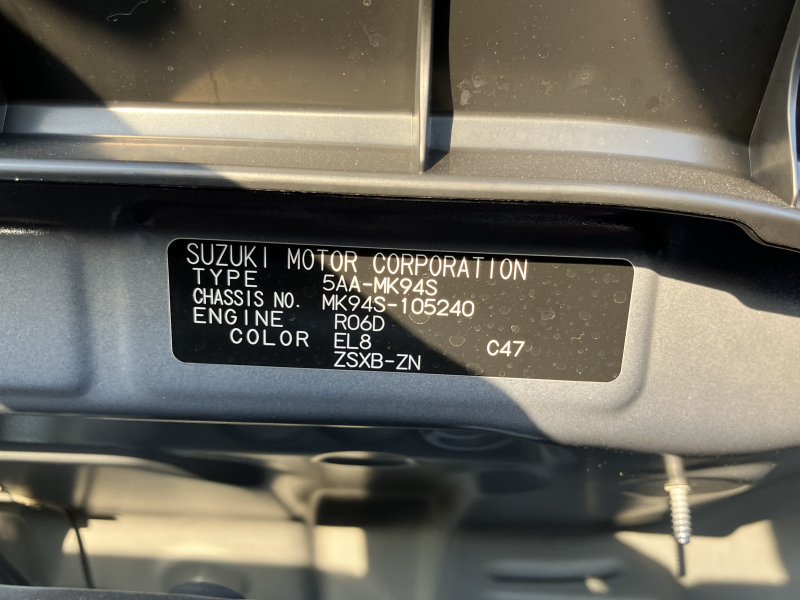 SUZUKI MOTOR CORPORATION
TYPE 5AA-MK94S
CHASSIS NO. MK94S-105240
ENGINE R06D
COLOR EL8 C47
ZSXB-ZN